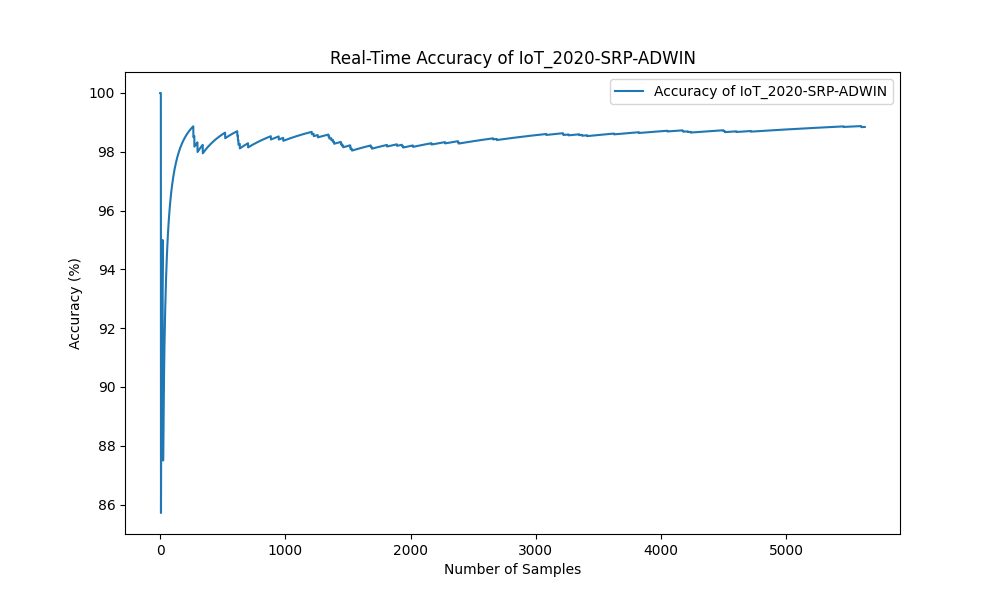 Real-Time Accuracy of IoT_2020-SRP-ADWIN
Accuracy of IoT_2020-SRP-ADWIN
100
98
96
94
92
90
88
86
Accuracy (%)
0 1000 2000 3000 4000 5000
Number of Samples